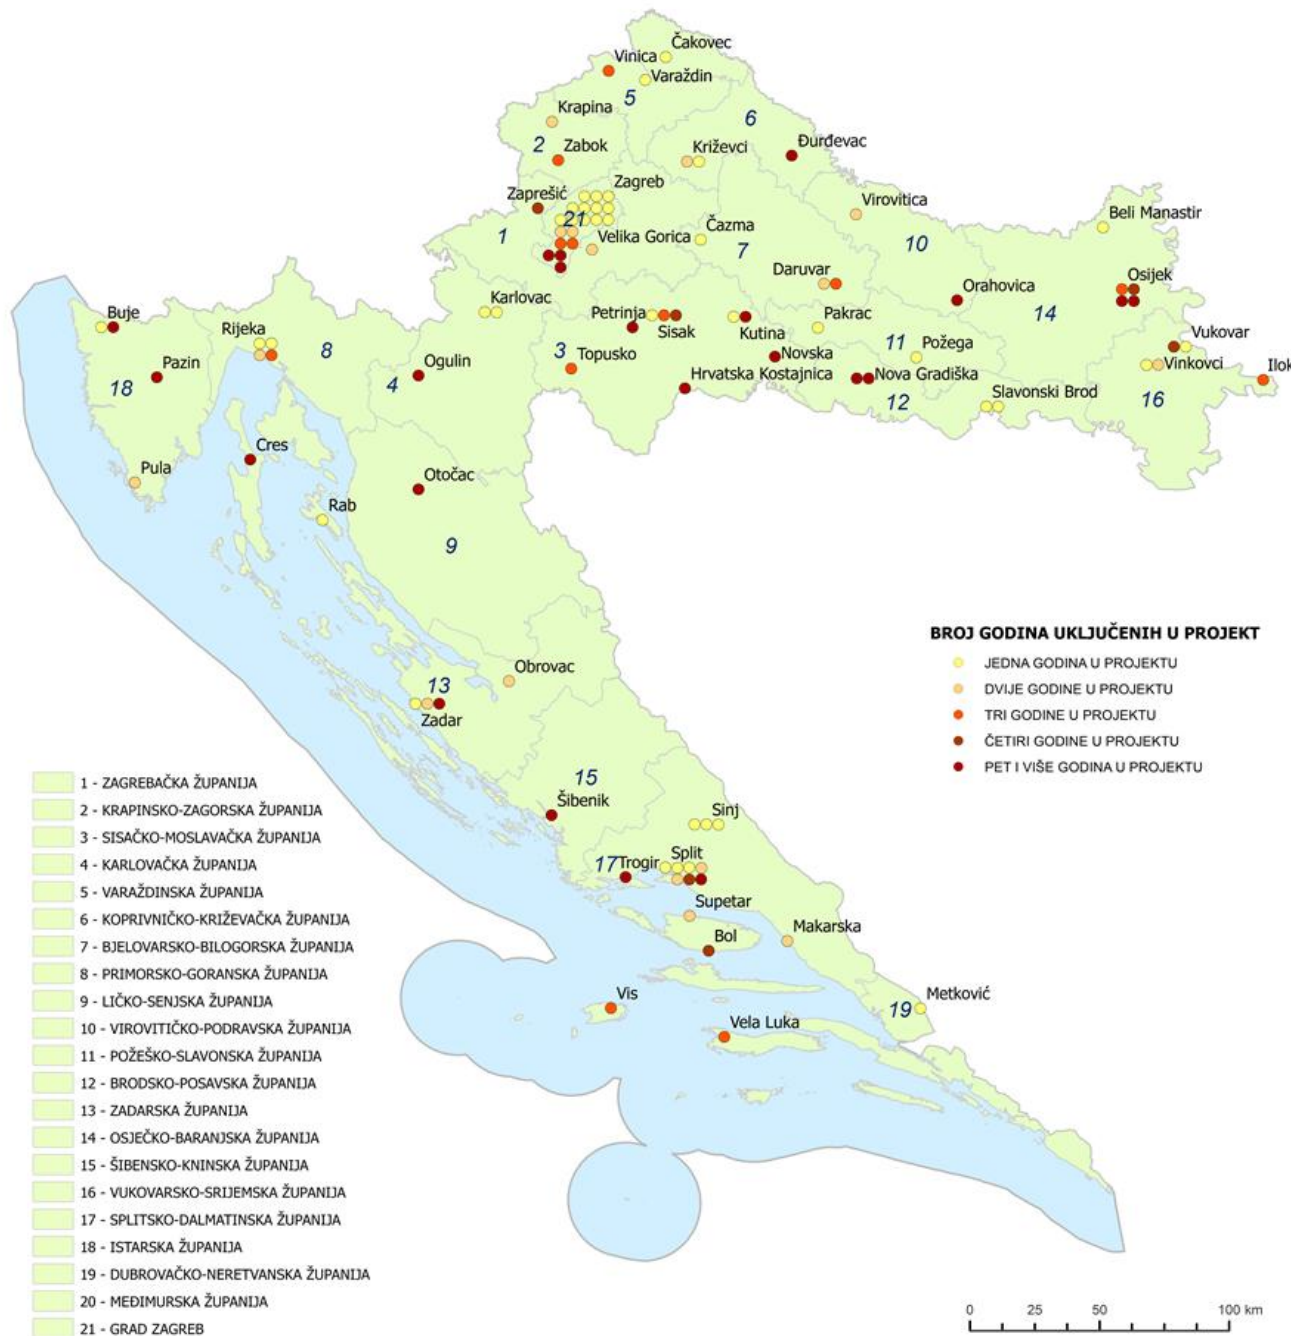 Čakovec
Vinica
Varaždin
5
Krapina
6
2
Zabok
Križevci
Đurđevac
Zaprešić
Zagreb
Virovitica
Beli Manastir
21
1
Velika Gorica
Čazma
7
10
Daruvar
Osijek
Orahovica
Karlovac
14
Buje
Rijeka
Petrinja
Sisak
Kutina
Pakrac
Vukovar
8
11
Požega
Pazin
18
Ogulin
4
3
Topusko
Novska
Vinkovci
Ilok
Hrvatska Kostajnica
Nova Gradiška
12
Slavonski Brod
16
Cres
Pula
Otočac
Rab
9
BROJ GODINA UKLJUČENIH U PROJEKT
JEDNA GODINA U PROJEKTU
DVIJE GODINE U PROJEKTU
TRI GODINE U PROJEKTU
ČETIRI GODINE U PROJEKTU
PET I VIŠE GODINA U PROJEKTU
Obrovac
13
Zadar
15
Šibenik
Sinj
17
Trogir
Split
Supetar
Bol
Makarska
Vis
Vela Luka
19
Metković
1 - ZAGREBAČKA ŽUPANIJA
2 - KRAPINSKO-ZAGORSKA ŽUPANIJA
3 - SISAČKO-MOSLAVAČKA ŽUPANIJA
4 - KARLOVAČKA ŽUPANIJA
5 - VARAŽDINSKA ŽUPANIJA
6 - KOPRIVNIČKO-KRIŽEVAČKA ŽUPANIJA
7 - BJELOVARSKO-BILOGORSKA ŽUPANIJA
8 - PRIMORSKO-GORANSKA ŽUPANIJA
9 - LIČKO-SENJSKA ŽUPANIJA
10 - VIROVITIČKO-PODRAVSKA ŽUPANIJA
11 - POŽEŠKO-SLAVONSKA ŽUPANIJA
12 - BRODSKO-POSAVSKA ŽUPANIJA
13 - ZADARSKA ŽUPANIJA
14 - OSJEČKO-BARANJSKA ŽUPANIJA
15 - ŠIBENSKO-KNINSKA ŽUPANIJA
16 - VUKOVARSKO-SRIJEMSKA ŽUPANIJA
17 - SPLITSKO-DALMATINSKA ŽUPANIJA
18 - ISTARSKA ŽUPANIJA
19 - DUBROVAČKO-NERETVANSKA ŽUPANIJA
20 - MEĐIMURSKA ŽUPANIJA
21 - GRAD ZAGREB
0 25 50 100 km